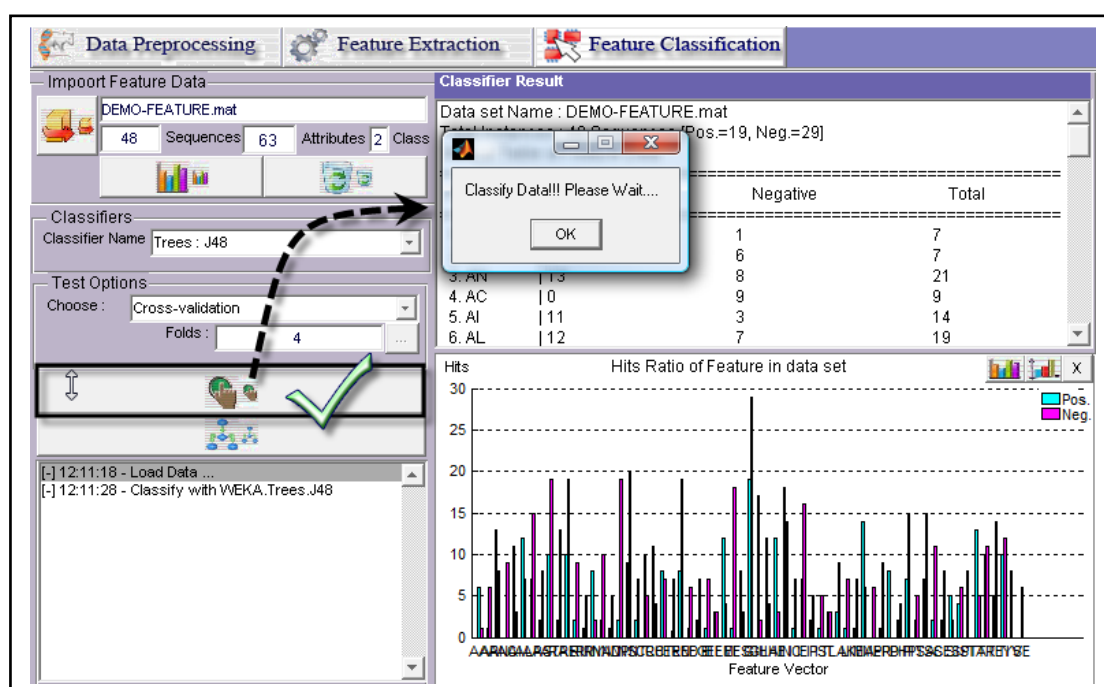 Data Preprocessing
Feature Extraction
Feature Classification
Impoort Feature Data
DEMO-FEATURE.mat
48 Sequences 63 Attributes 2 Class
Classifiers
Classifier Name Trees : J48
Test Options
Choose : Cross-validation
Folds : 4 ...
[-] 12:11:18 - Load Data ...
[-] 12:11:28 - Classify with WEKA.Trees.J48
Classifier Result
Data set Name : DEMO-FEATURE.mat
[Pos.=19, Neg.=29]
Classify Data!!! Please Wait....
OK
Negative Total
1 7
6 7
3. AN | 13 8 21
4. AC | 0 9 9
5. AI | 11 3 14
6. AL | 12 7 19
Hits
Hits Ratio of Feature in data set
X
Pos.
Neg.
30
25
20
15
10
5
0
Feature Vector